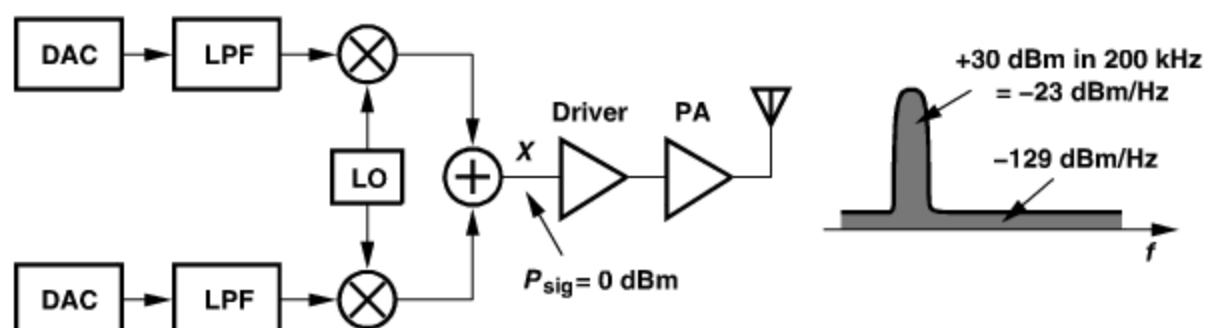 DAC
LPF
+30 dBm in 200 kHz
= −23 dBm/Hz
Driver
PA
X
−129 dBm/Hz
LO
f
P_sig = 0 dBm
DAC
LPF